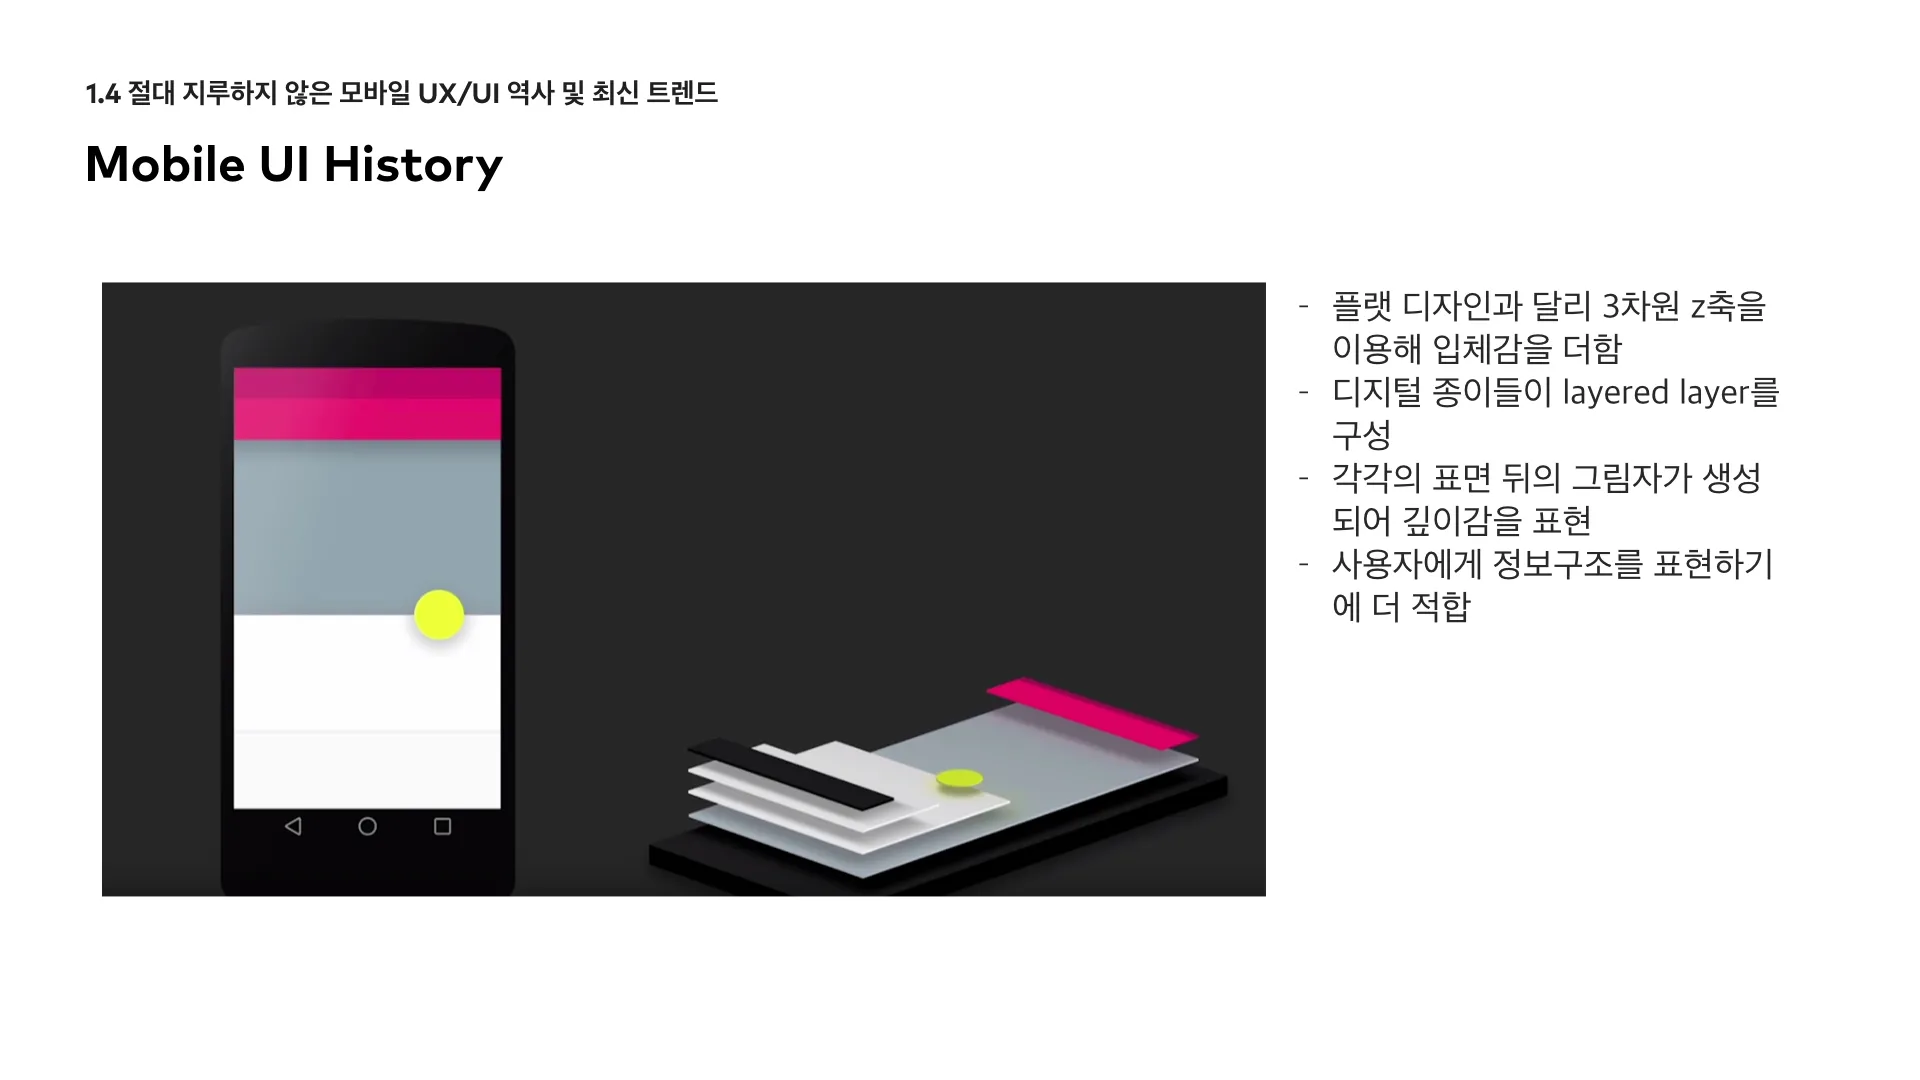 1.4 절대 지루하지 않은 모바일 UX/UI 역사 및 최신 트렌드
Mobile UI History
- 플랫 디자인과 달리 3차원 z축을
이용해 입체감을 더함
- 디지털 종이들이 layered layer를
구성
- 각각의 표면 뒤의 그림자가 생성
되어 깊이감을 표현
- 사용자에게 정보구조를 표현하기
에 더 적합